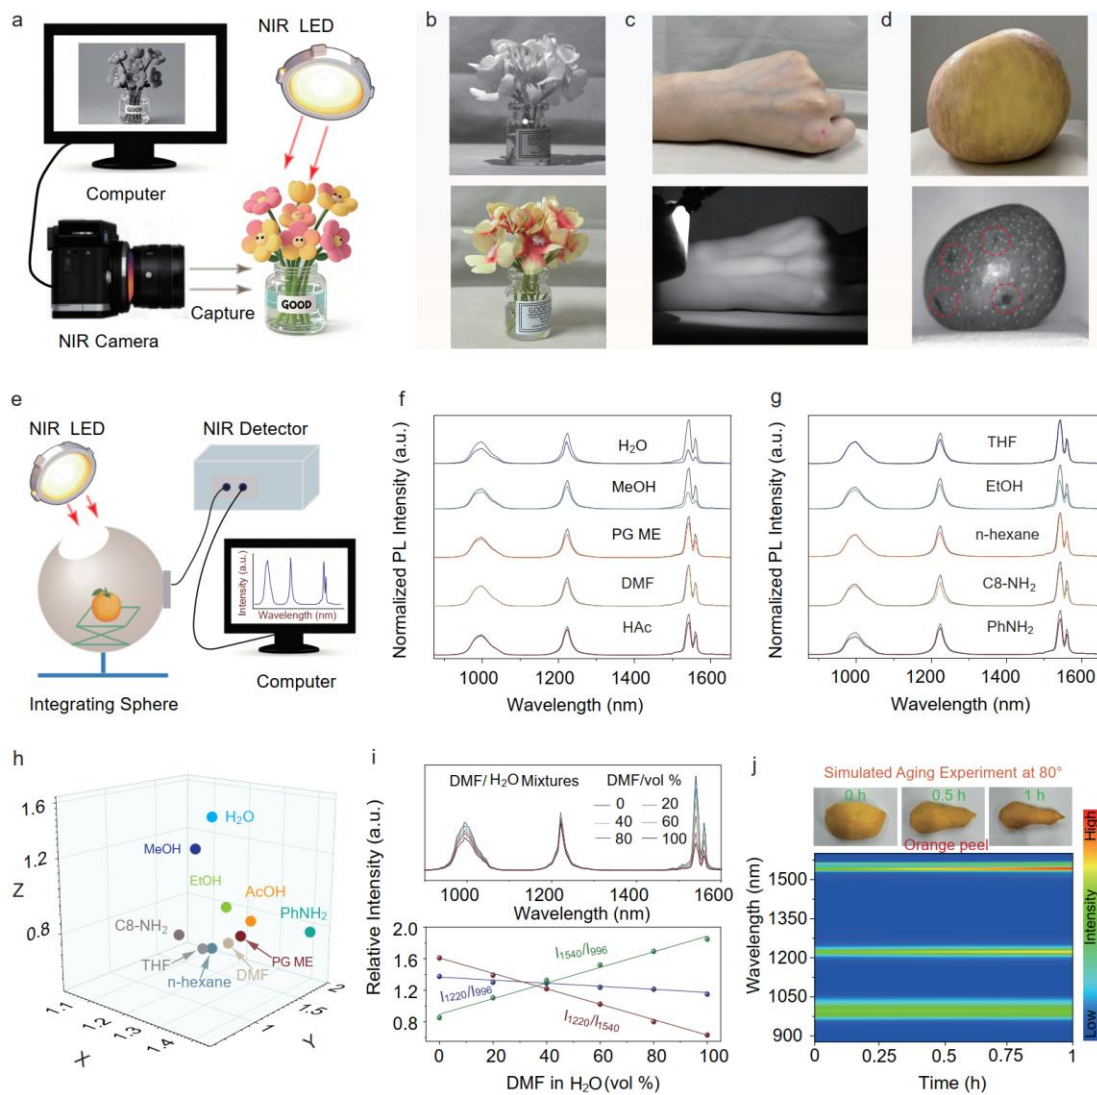 a
NIR LED
GOOD
Computer
Capture
GOOD
NIR Camera
b
c
d
GOOD
e
NIR LED
NIR Detector
Intensity (a.u.)
Wavelength (nm)
Computer
Integrating Sphere
f
Normalized PL Intensity (a.u.)
H₂O
MeOH
PG ME
DMF
HAc
1000 1200 1400 1600
Wavelength (nm)
g
Normalized PL Intensity (a.u.)
THF
EtOH
n-hexane
C8-NH₂
PhNH₂
1000 1200 1400 1600
Wavelength (nm)
h
1.6
1.2
0.8
Z
H₂O
MeOH
EtOH
AcOH
PhNH₂
C8-NH₂
THF
n-hexane
DMF
PG ME
1.1 1.2 1.3 1.4
X
1 1.5 2
Y
i
DMF/H₂O Mixtures
DMF/vol %
0 20
40 60
80 100
1000 1200 1400 1600
Wavelength (nm)
Relative Intensity (a.u.)
2.0
1.6
1.2
0.8
I₁₅₄₀/I₉₉₆
I₁₂₂₀/I₉₉₆
I₁₂₂₀/I₁₅₄₀
0 20 40 60 80 100
DMF in H₂O (vol %)
j
Simulated Aging Experiment at 80°
0 h 0.5 h 1 h
Orange peel
Wavelength (nm)
1500
1350
1200
1050
900
0 0.25 0.5 0.75 1
Time (h)
High
Intensity
Low